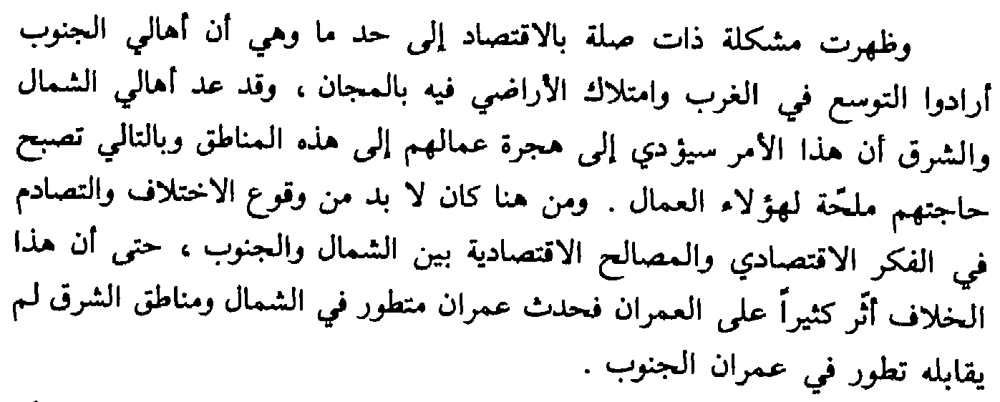 وظهرت مشكلة ذات صلة بالاقتصاد إلى حد ما وهي أن أهالي الجنوب
أرادوا التوسع في الغرب وامتلاك الأراضي فيه بالمجان ، وقد عد أهالي الشمال
والشرق أن هذا الأمر سيؤدي إلى هجرة عمالهم إلى هذه المناطق وبالتالي تصبح
حاجتهم ملحّة لهؤلاء العمال . ومن هنا كان لا بد من وقوع الاختلاف والتصادم
في الفكر الاقتصادي والمصالح الاقتصادية بين الشمال والجنوب ، حتى أن هذا
الخلاف أثّر كثيراً على العمران فحدث عمران متطور في الشمال ومناطق الشرق لم
يقابله تطور في عمران الجنوب .